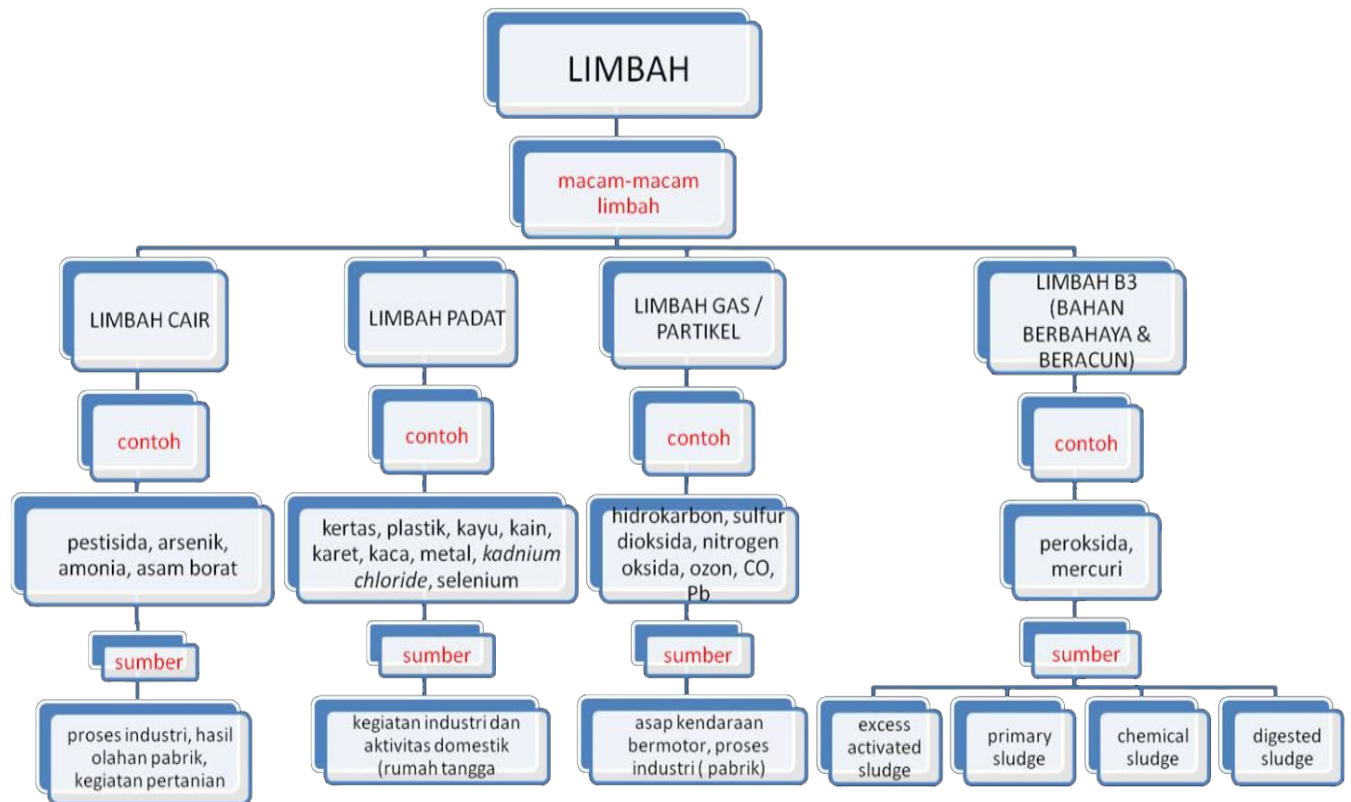 LIMBAH
macam-macam
limbah
LIMBAH CAIR
LIMBAH PADAT
LIMBAH GAS /
PARTIKEL
LIMBAH B3
(BAHAN
BERBAHAYA &
BERACUN)
contoh
contoh
contoh
contoh
pestisida, arsenik,
amonia, asam borat
kertas, plastik, kayu, kain,
karet, kaca, metal, kadnium
chloride, selenium
hidrokarbon, sulfur
dioksida, nitrogen
oksida, ozon, CO,
Pb
peroksida,
mercuri
sumber
sumber
sumber
sumber
proses industri, hasil
olahan pabrik,
kegiatan pertanian
kegiatan industri dan
aktivitas domestik
(rumah tangga
asap kendaraan
bermotor, proses
industri ( pabrik)
excess
activated
sludge
primary
sludge
chemical
sludge
digested
sludge